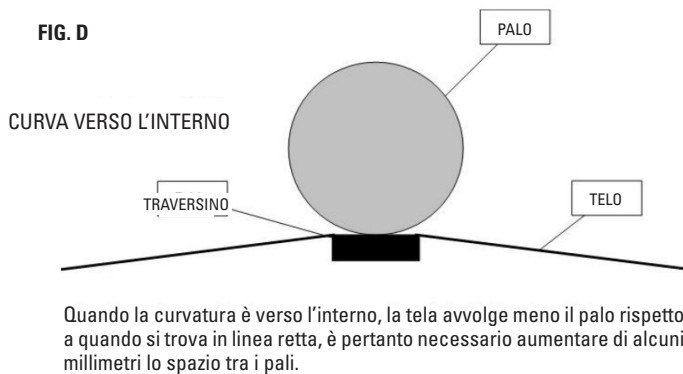 FIG. D
PALO
CURVA VERSO L'INTERNO
TRAVERSINO
TELO
Quando la curvatura è verso l'interno, la tela avvolge meno il palo rispetto
a quando si trova in linea retta, è pertanto necessario aumentare di alcuni
millimetri lo spazio tra i pali.